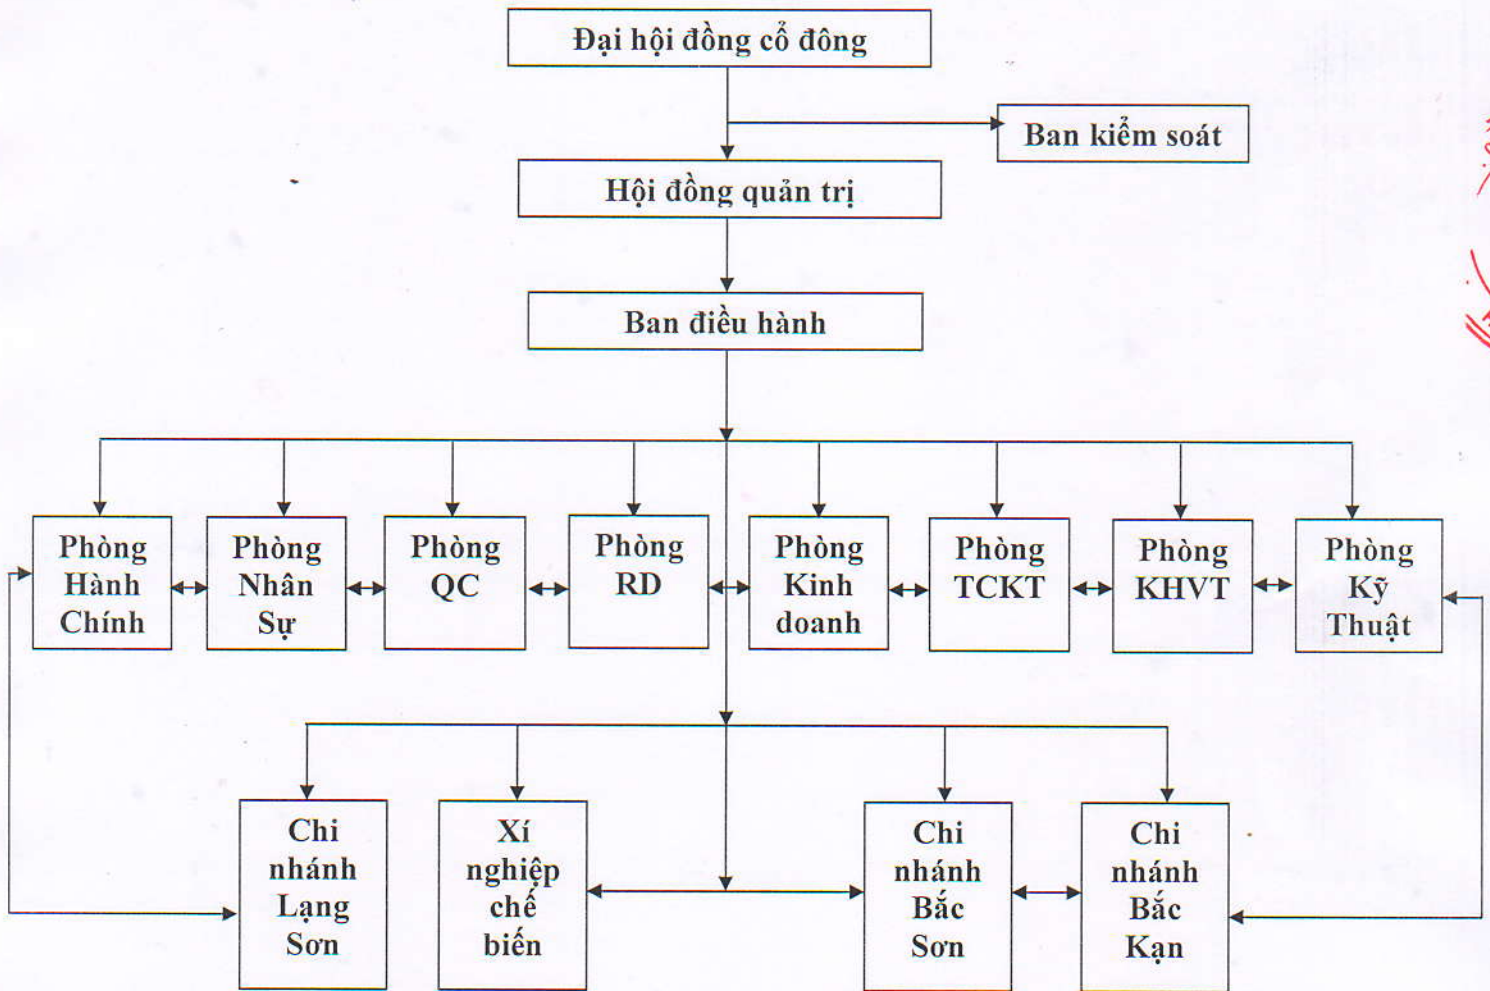 Đại hội đồng cổ đông
Ban kiểm soát
Hội đồng quản trị
Ban điều hành
Phòng
Hành
Chính
Phòng
Nhân
Sự
Phòng
QC
Phòng
RD
Phòng
Kinh
doanh
Phòng
TCKT
Phòng
KHVT
Phòng
Kỹ
Thuật
Chi
nhánh
Lạng
Sơn
Xí
nghiệp
chế
biến
Chi
nhánh
Bắc
Sơn
Chi
nhánh
Bắc
Kạn